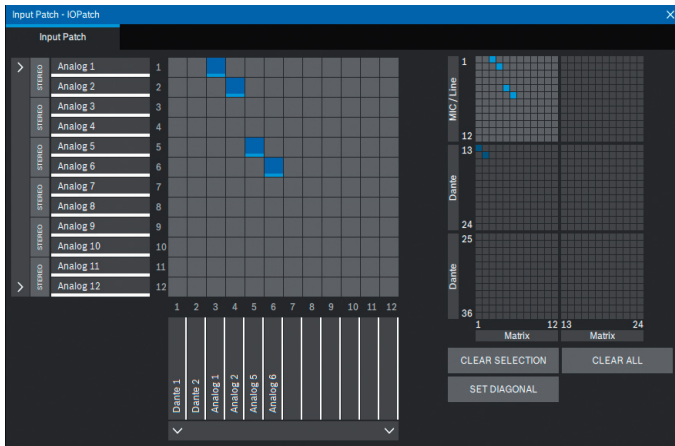 Input Patch - IOPatch
Input Patch
STEREO
Analog 1
1
Analog 2
2
STEREO
Analog 3
3
Analog 4
4
STEREO
Analog 5
5
Analog 6
6
STEREO
Analog 7
7
Analog 8
8
STEREO
Analog 9
9
Analog 10
10
STEREO
Analog 11
11
Analog 12
12
1 2 3 4 5 6 7 8 9 10 11 12
Dante 1
Dante 2
Analog 1
Analog 2
Analog 5
Analog 6
MIC / Line
1
12
Dante
13
24
Dante
25
36
1 12 13 24
Matrix Matrix
CLEAR SELECTION CLEAR ALL
SET DIAGONAL